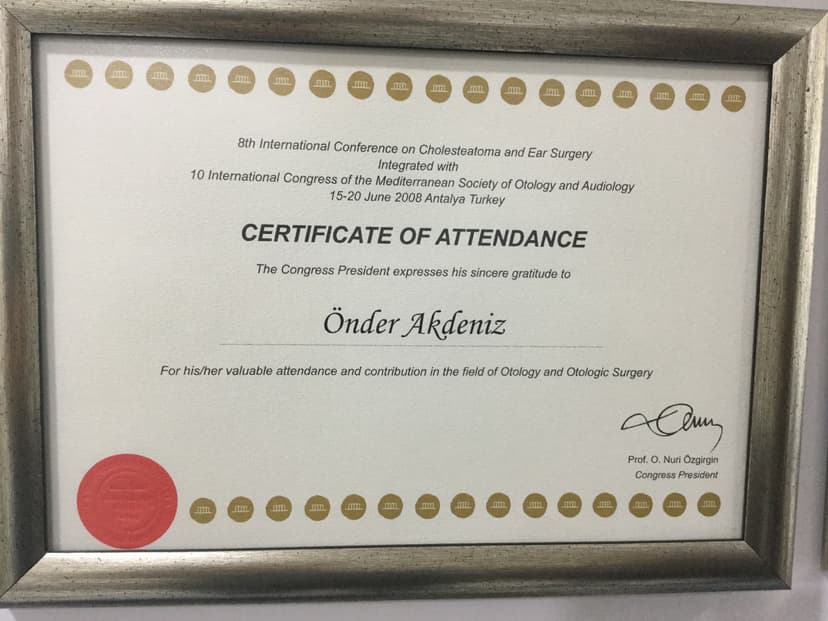 8th International Conference on Cholesteatoma and Ear Surgery
Integrated with
10 International Congress of the Mediterranean Society of Otology and Audiology
15-20 June 2008 Antalya Turkey
CERTIFICATE OF ATTENDANCE
The Congress President expresses his sincere gratitude to
Önder Akdeniz
For his/her valuable attendance and contribution in the field of Otology and Otologic Surgery
Prof. O. Nuri Özgirgin
Congress President